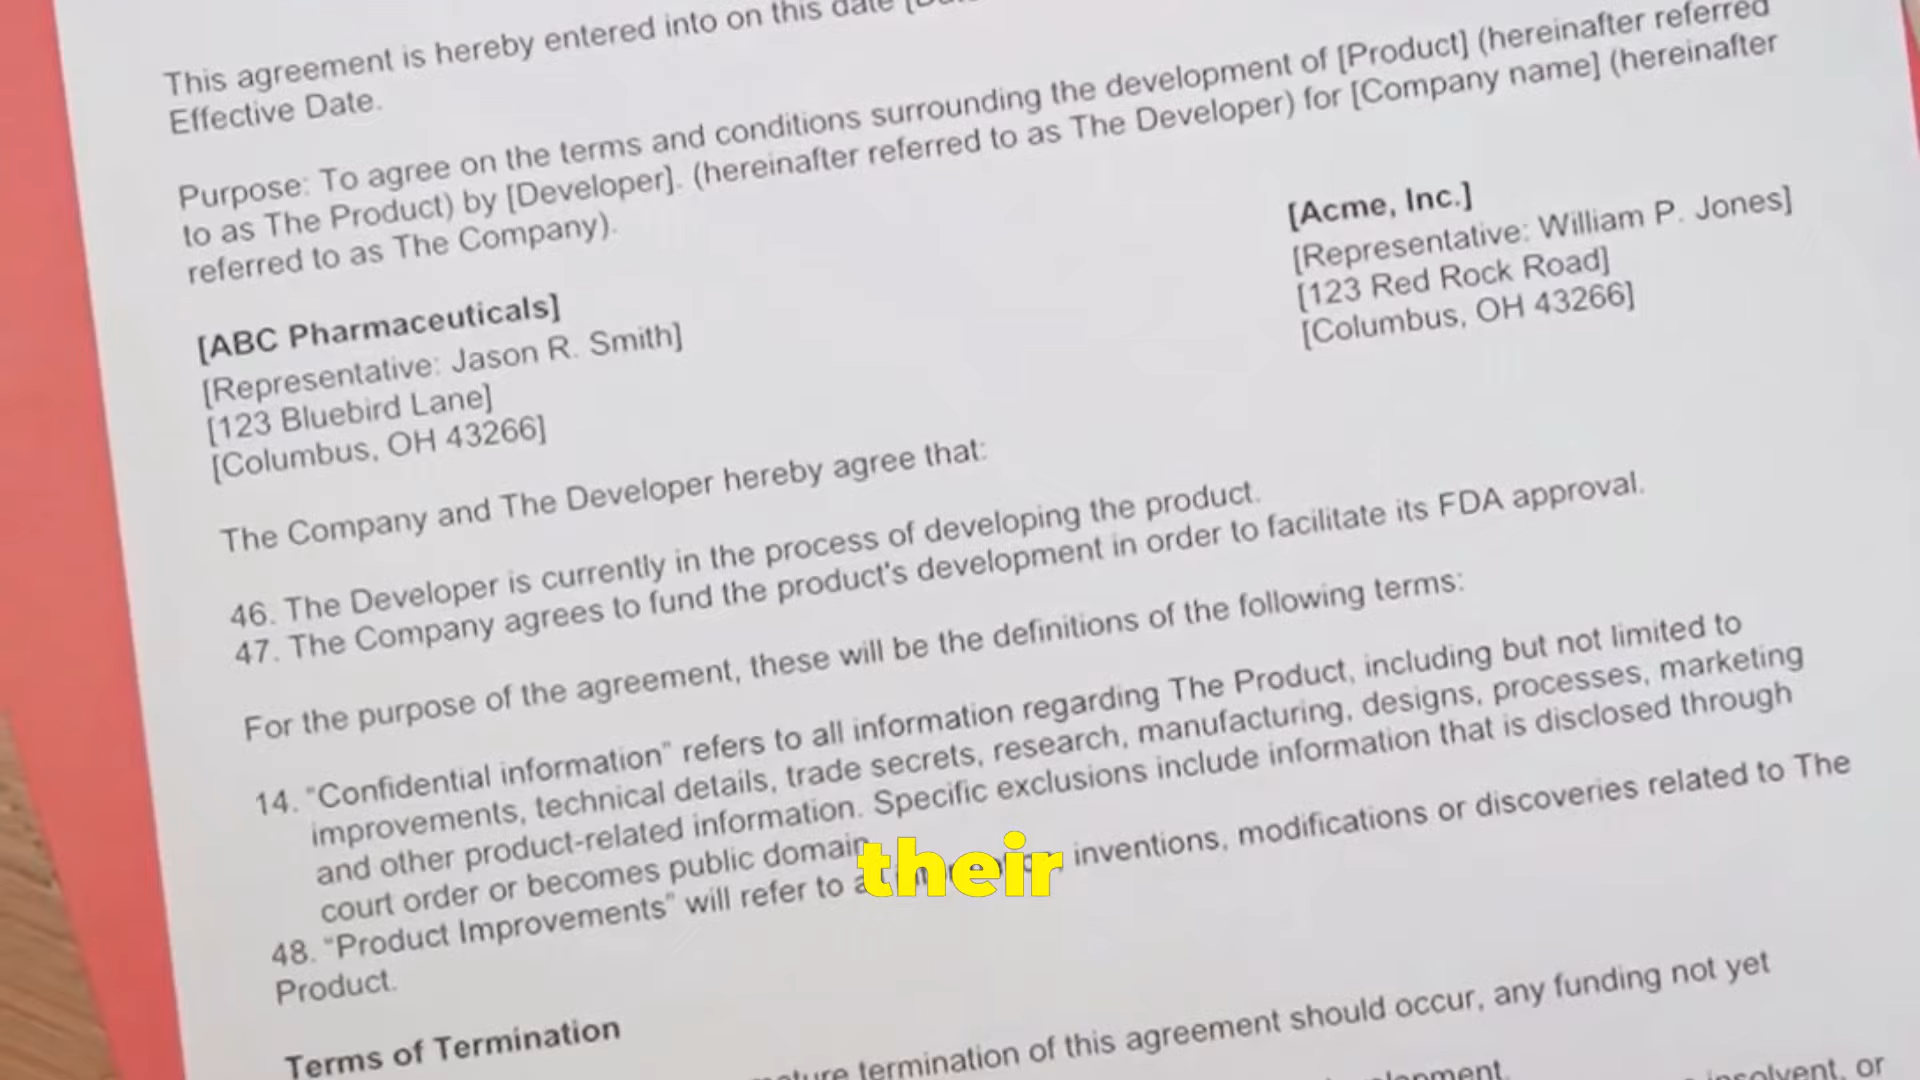 This agreement is hereby entered into on this date
Effective Date.
Purpose: To agree on the terms and conditions surrounding the development of [Product] (hereinafter referred
to as The Product) by [Developer]. (hereinafter referred to as The Developer) for [Company name] (hereinafter
referred to as The Company).
[ABC Pharmaceuticals]
[Representative: Jason R. Smith]
[123 Bluebird Lane]
[Columbus, OH 43266]
[Acme, Inc.]
[Representative: William P. Jones]
[123 Red Rock Road]
[Columbus, OH 43266]
The Company and The Developer hereby agree that:
46. The Developer is currently in the process of developing the product.
47. The Company agrees to fund the product's development in order to facilitate its FDA approval.
For the purpose of the agreement, these will be the definitions of the following terms:
14. “Confidential information” refers to all information regarding The Product, including but not limited to
improvements, technical details, trade secrets, research, manufacturing, designs, processes, marketing
and other product-related information. Specific exclusions include information that is disclosed through
court order or becomes public domain
48. “Product Improvements” will refer to inventions, modifications or discoveries related to The
Product.
their
Terms of Termination
termination of this agreement should occur, any funding not yet
insolvent, or